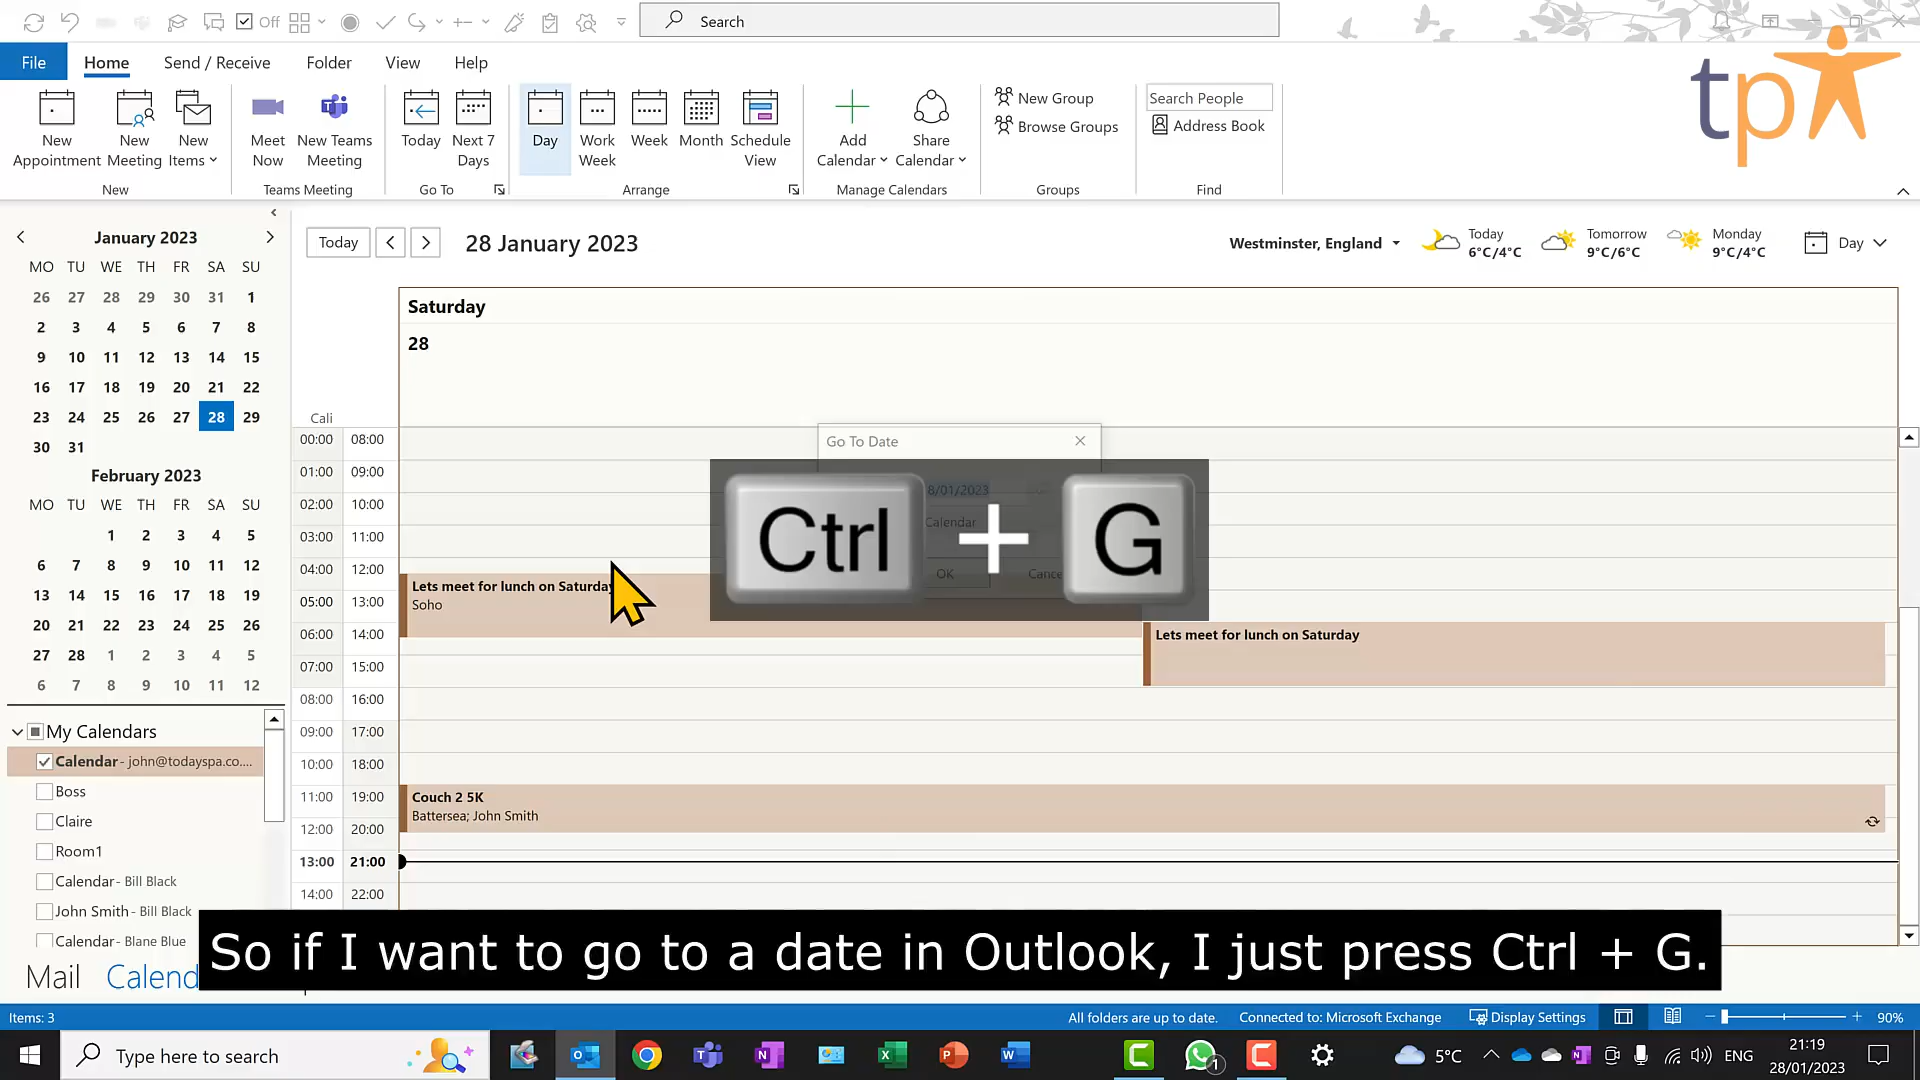 Off
Search
File
Home
Send / Receive
Folder
View
Help
New Appointment
New Meeting
New Items
New
Meet Now
New Teams Meeting
Teams Meeting
Today
Next 7 Days
Go To
Day
Work Week
Week
Month
Schedule View
Arrange
Add Calendar
Share Calendar
Manage Calendars
New Group
Browse Groups
Groups
Search People
Address Book
Find
tp
January 2023
MO TU WE TH FR SA SU
26 27 28 29 30 31 1
2 3 4 5 6 7 8
9 10 11 12 13 14 15
16 17 18 19 20 21 22
23 24 25 26 27 28 29
30 31
February 2023
MO TU WE TH FR SA SU
1 2 3 4 5
6 7 8 9 10 11 12
13 14 15 16 17 18 19
20 21 22 23 24 25 26
27 28 1 2 3 4 5
6 7 8 9 10 11 12
My Calendars
Calendar - john@todayspa.co....
Boss
Claire
Room1
Calendar - Bill Black
John Smith - Bill Black
Calendar - Blane Blue
Mail
Calend
Today
28 January 2023
Westminster, England
Today
6°C/4°C
Tomorrow
9°C/6°C
Monday
9°C/4°C
Day
Saturday
28
Cali
00:00 08:00
01:00 09:00
02:00 10:00
03:00 11:00
04:00 12:00
05:00 13:00
06:00 14:00
07:00 15:00
08:00 16:00
09:00 17:00
10:00 18:00
11:00 19:00
12:00 20:00
13:00 21:00
14:00 22:00
Go To Date
8/01/2023
Calendar
OK
Cance
Ctrl + G
Lets meet for lunch on Saturday
Soho
Lets meet for lunch on Saturday
Couch 2 5K
Battersea; John Smith
So if I want to go to a date in Outlook, I just press Ctrl + G.
Items: 3
All folders are up to date.
Connected to: Microsoft Exchange
Display Settings
90%
Type here to search
1
5°C
ENG
21:19
28/01/2023